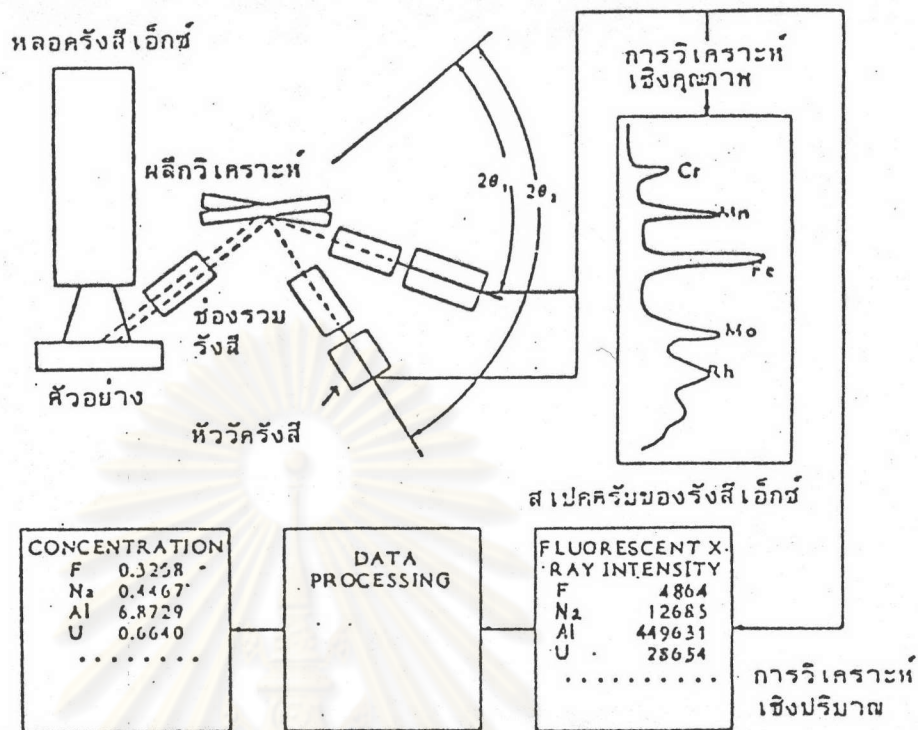 หลอดรังสีเอ็กซ์
การวิเคราะห์
เชิงคุณภาพ
ผลึกวิเคราะห์
2θ₁
2θ₂
Cr
Mn
Fe
Mo
Rh
ช่องรวม
รังสี
ตัวอย่าง
หัววัดรังสี
สเปคตรัมของรังสีเอ็กซ์
CONCENTRATION
F 0.3258
Na 0.4467
Al 6.8729
U 0.6640
........
DATA
PROCESSING
FLUORESCENT X-
RAY INTENSITY
F 4864
Na 12685
Al 449631
U 28654
..........
การวิเคราะห์
เชิงปริมาณ